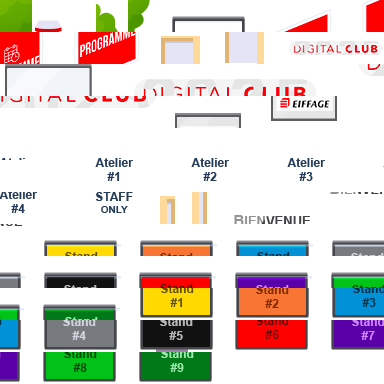 PROGRAMME
PROGRAMME
DIGITAL CLUB
DIGITAL CLUB
DIGITAL CLUB
EIFFAGE
Atelier
#1
Atelier
#2
Atelier
#3
Atelier
#4
STAFF
ONLY
BIENVENUE
Stand
Stand
Stand
Stand
Stand
#1
Stand
#2
Stand
#3
Stand
#4
Stand
#5
Stand
#6
Stand
#7
Stand
#8
Stand
#9